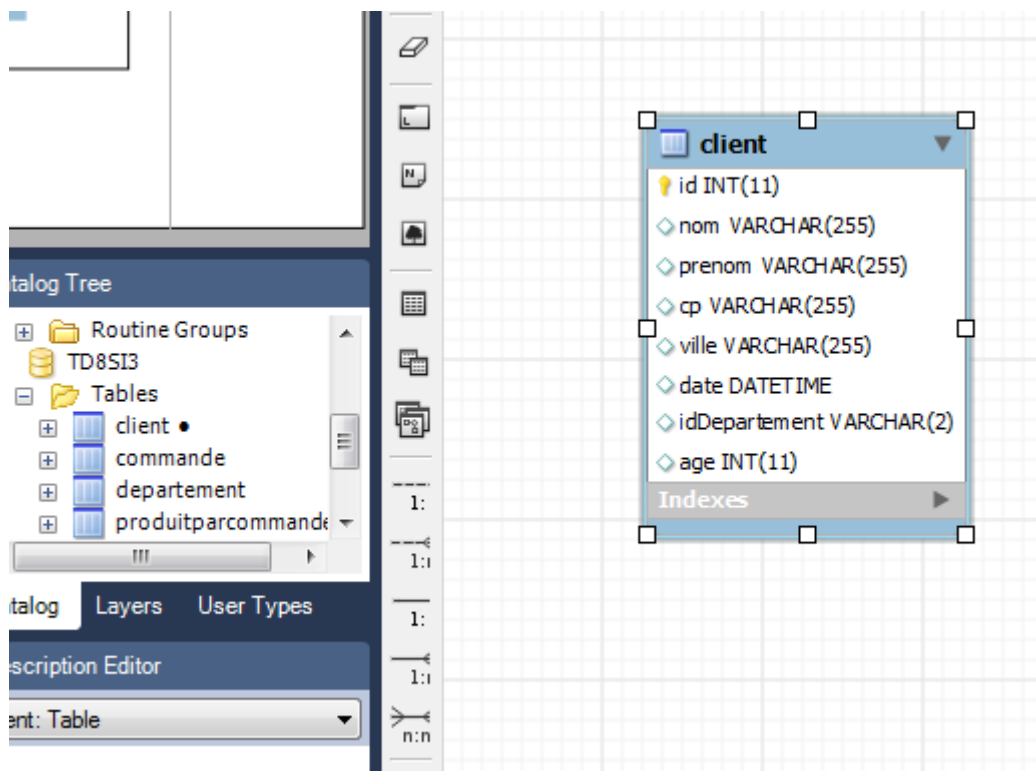 talog Tree
Routine Groups
TD8SI3
Tables
client •
commande
departement
produitparcommande
talog Layers User Types
scription Editor
ent: Table
L
N
1:
1:n
1:
1:n
n:n
client
id INT(11)
nom VARCHAR(255)
prenom VARCHAR(255)
cp VARCHAR(255)
ville VARCHAR(255)
date DATETIME
idDepartement VARCHAR(2)
age INT(11)
Indexes